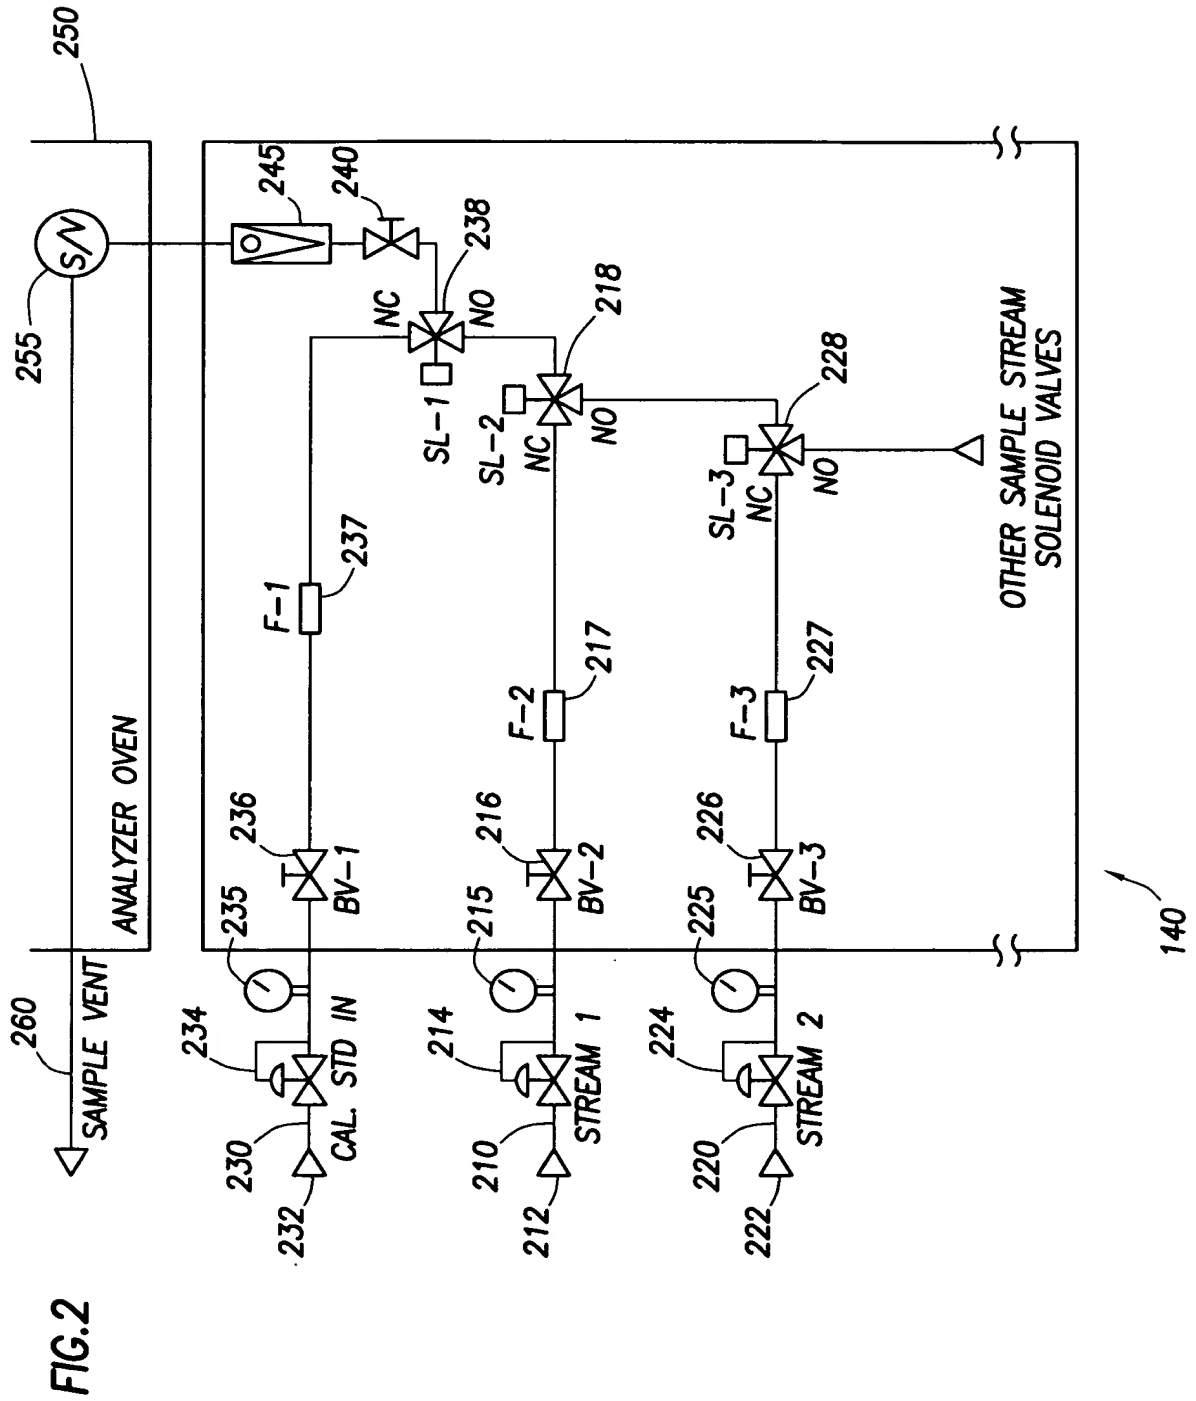 FIG.2
260
SAMPLE VENT
ANALYZER OVEN
255
S/V
250
232
230
CAL. STD IN
234
235
236
BV-1
F-1
237
SL-1
NC
NO
238
240
245
212
210
STREAM 1
214
215
216
BV-2
F-2
217
SL-2
NC
NO
218
222
220
STREAM 2
224
225
226
BV-3
F-3
227
SL-3
NC
NO
228
OTHER SAMPLE STREAM
SOLENOID VALVES
140